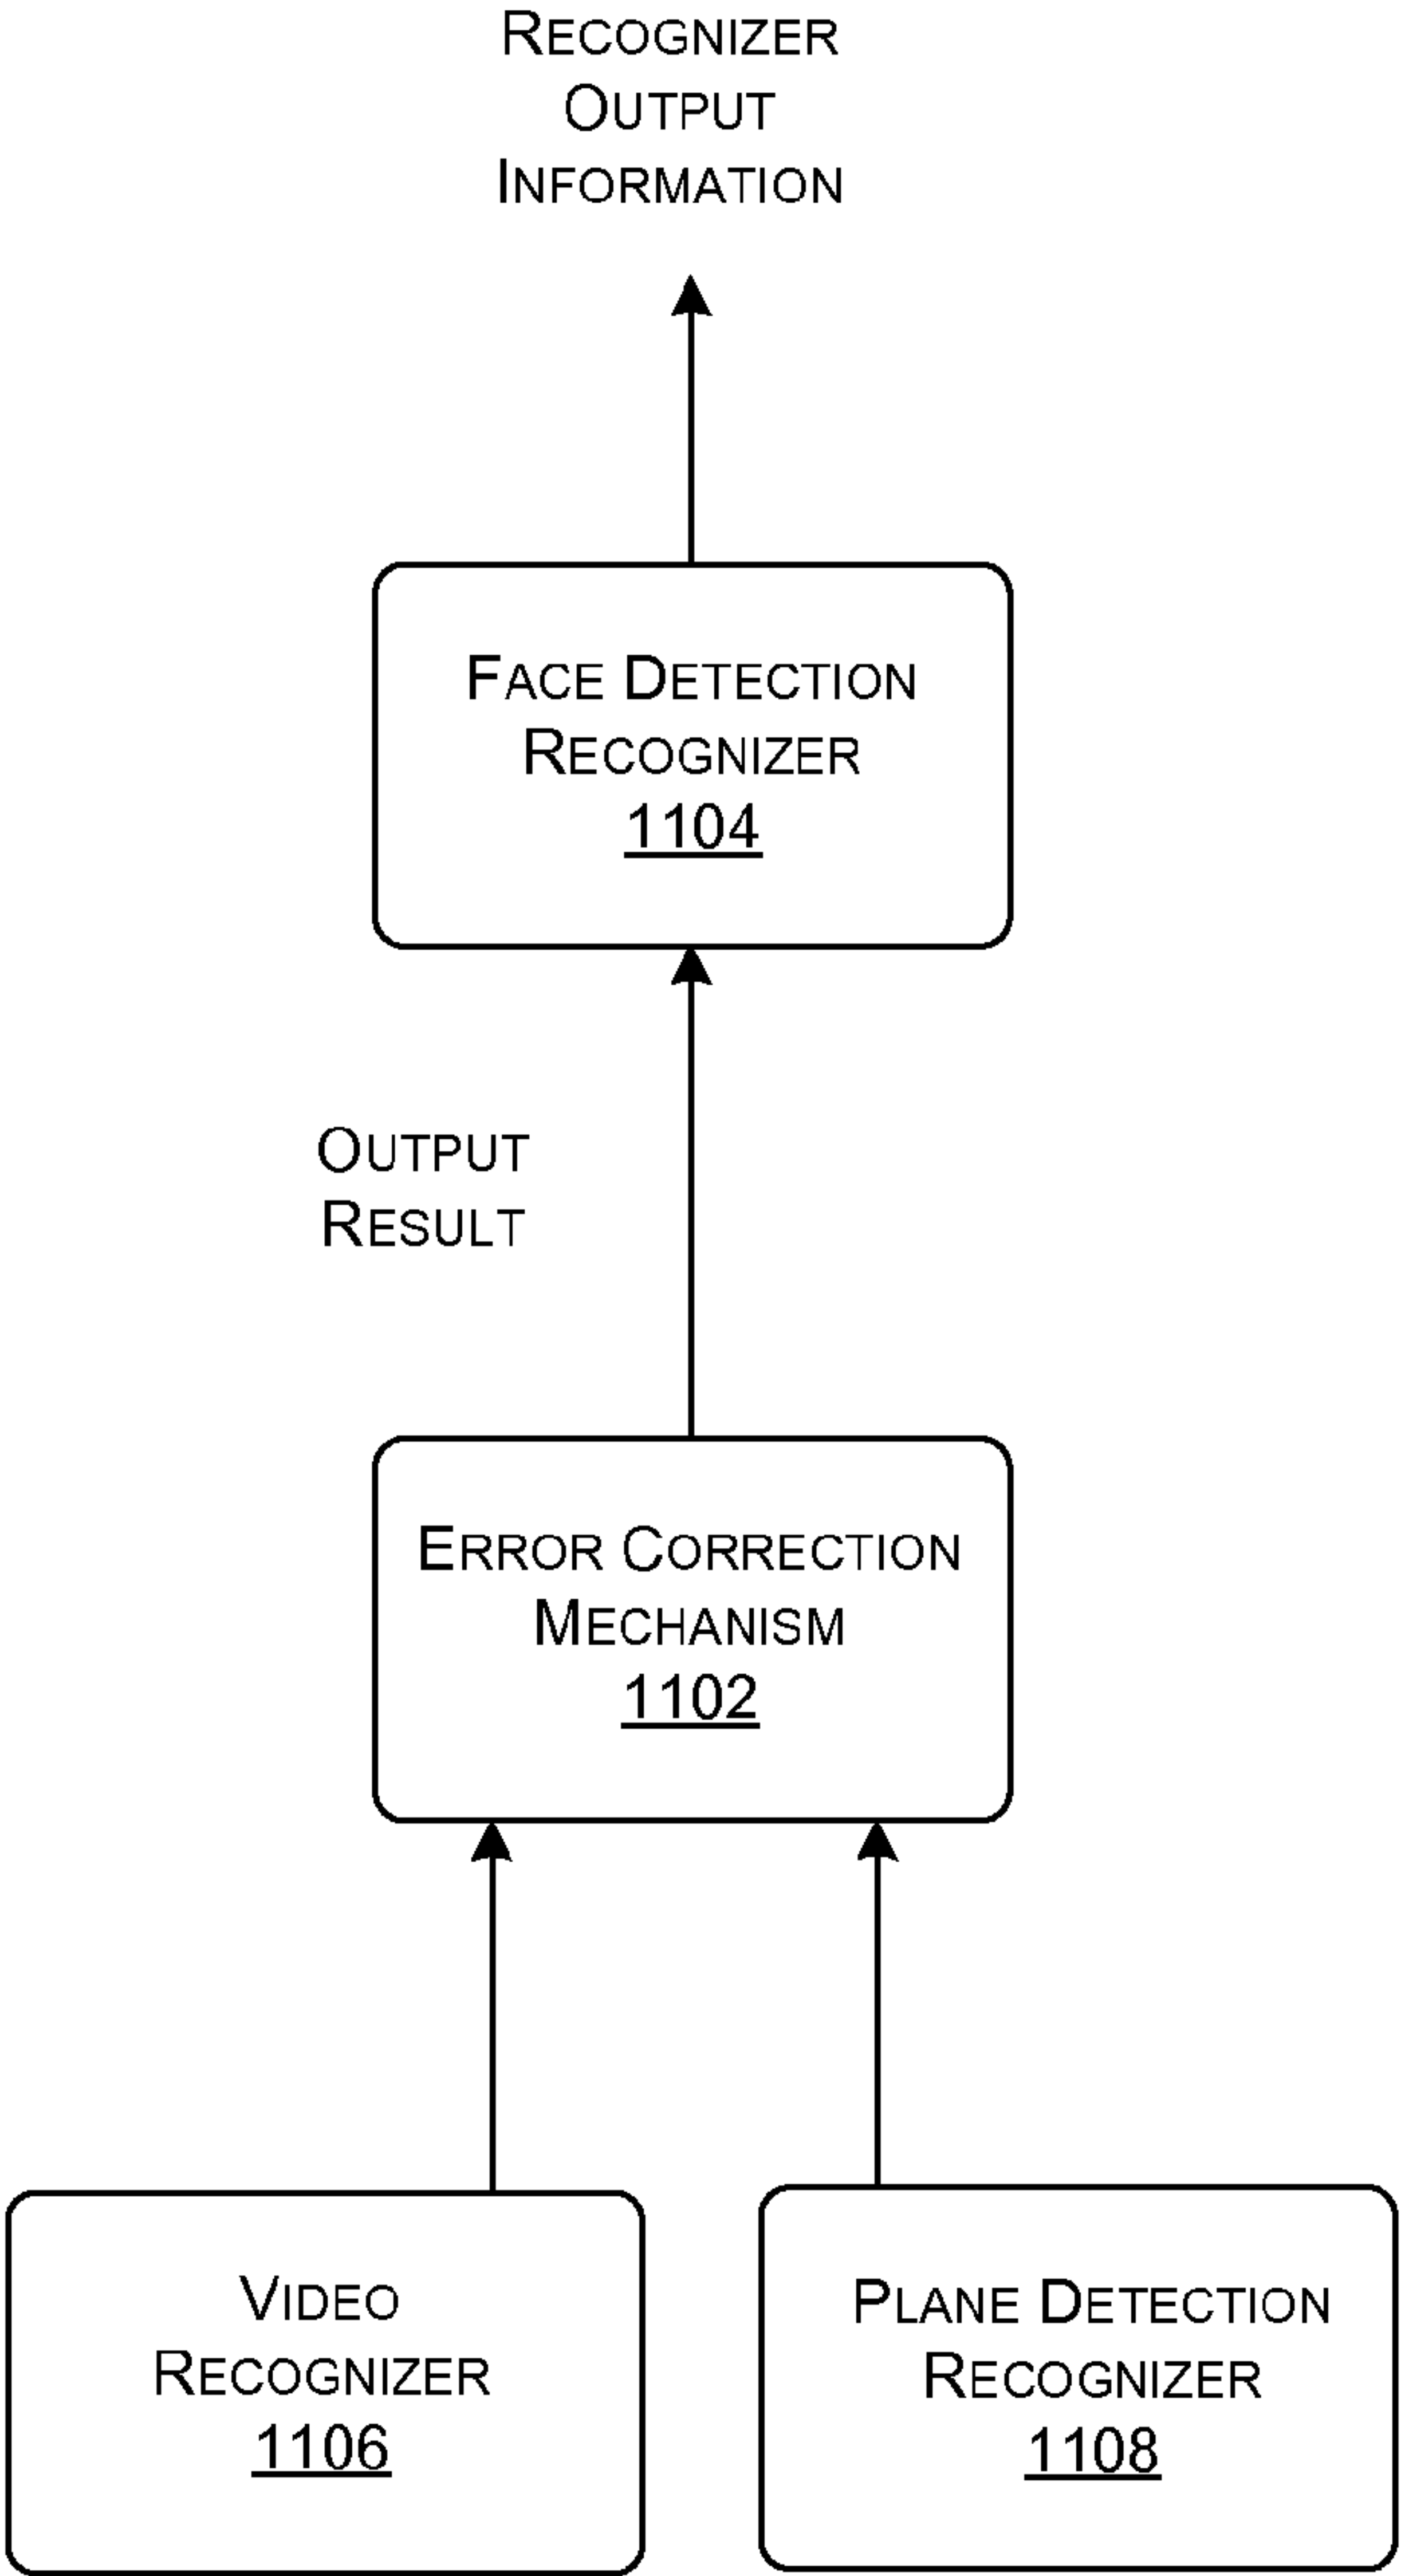 RECOGNIZER
OUTPUT
INFORMATION
FACE DETECTION
RECOGNIZER
1104
OUTPUT
RESULT
ERROR CORRECTION
MECHANISM
1102
VIDEO
RECOGNIZER
1106
PLANE DETECTION
RECOGNIZER
1108